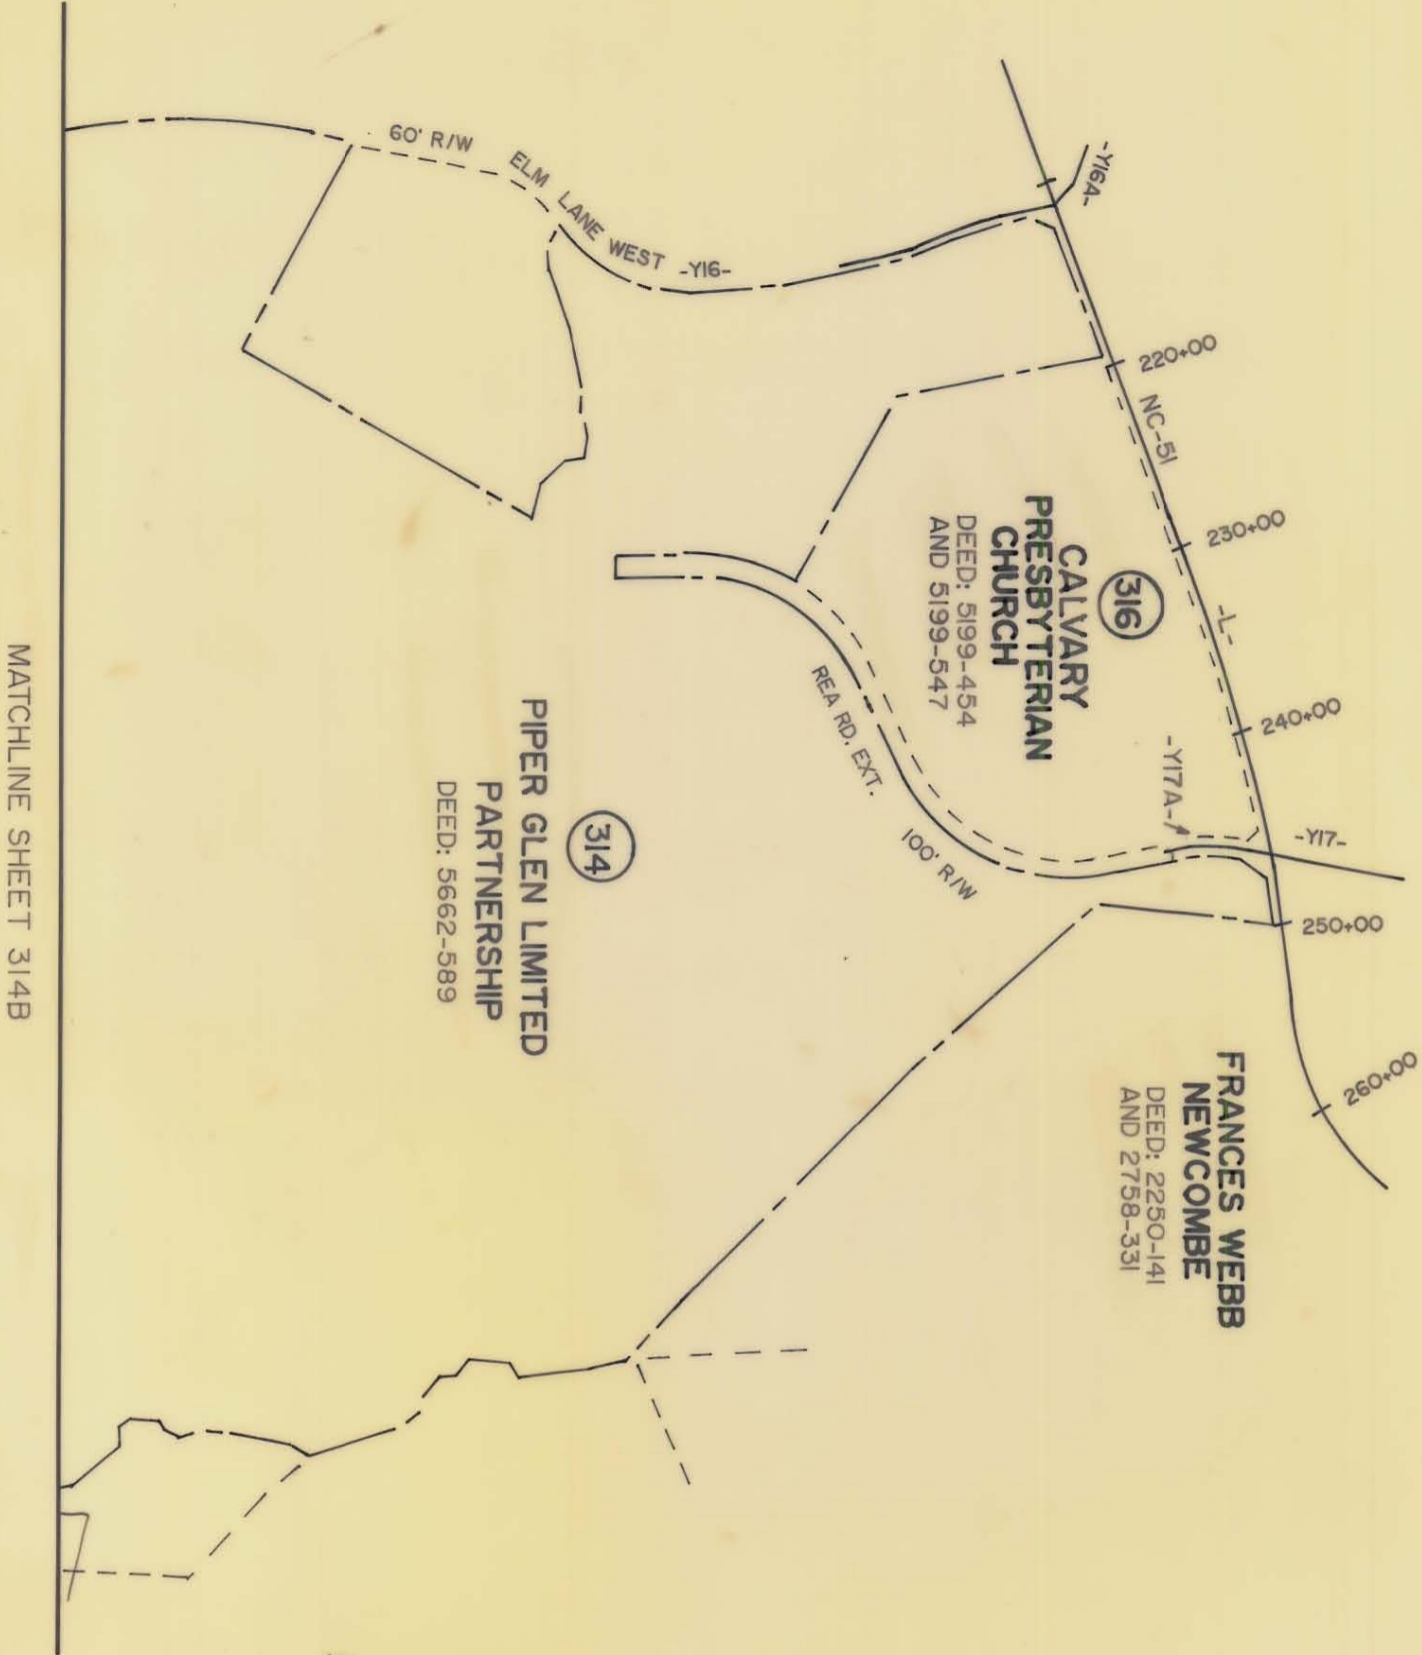 -Y16A-
60' R/W
ELM LANE WEST -Y16-
220+00
NC-51
230+00
-L-
240+00
-Y17A-
-Y17-
250+00
260+00
316
CALVARY
PRESBYTERIAN
CHURCH
DEED: 5199-454
AND 5199-547
REA RD. EXT.
100' R/W
314
PIPER GLEN LIMITED
PARTNERSHIP
DEED: 5662-589
FRANCES WEBB
NEWCOMBE
DEED: 2250-141
AND 2758-331
MATCHLINE SHEET 314B